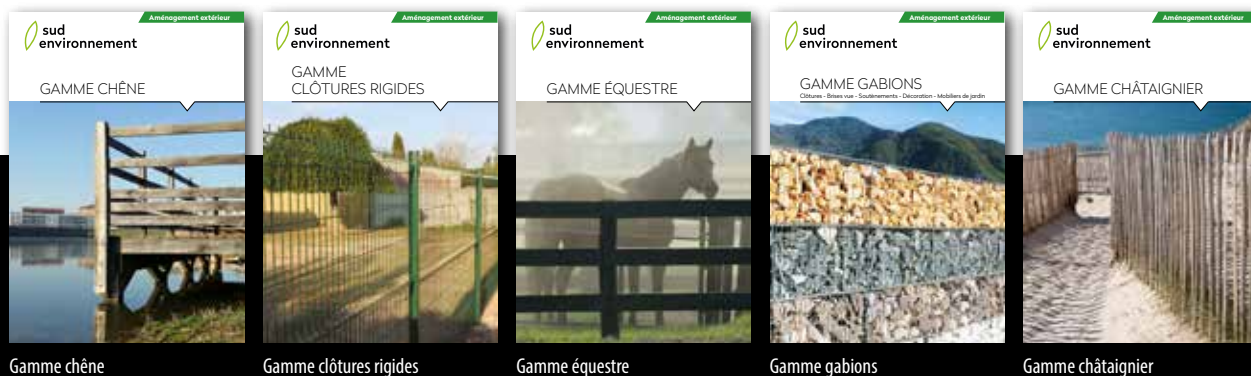 Aménagement extérieur
sud
environnement
GAMME CHÊNE
Gamme chêne
Aménagement extérieur
sud
environnement
GAMME
CLÔTURES RIGIDES
Gamme clôtures rigides
Aménagement extérieur
sud
environnement
GAMME ÉQUESTRE
Gamme équestre
Aménagement extérieur
sud
environnement
GAMME GABIONS
Clôtures - Brises vue - Soutènements - Décoration - Mobiliers de jardin
Gamme gabions
Aménagement extérieur
sud
environnement
GAMME CHÂTAIGNIER
Gamme châtaignier